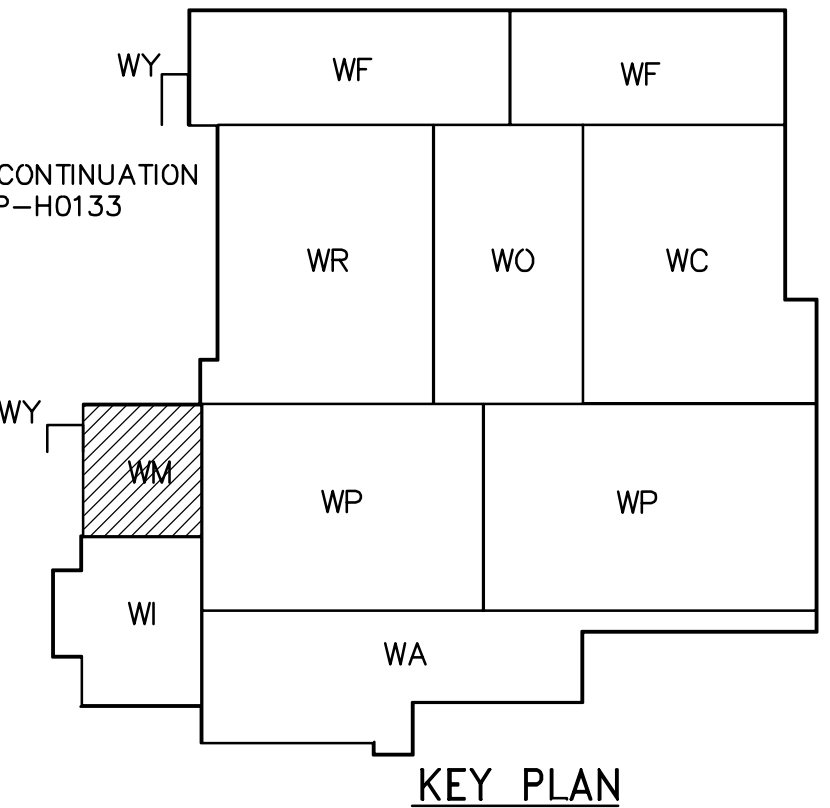 WY
WF
WF
CONTINUATION
P-H0133
WR
WO
WC
WY
WM
WP
WP
WI
WA
KEY PLAN